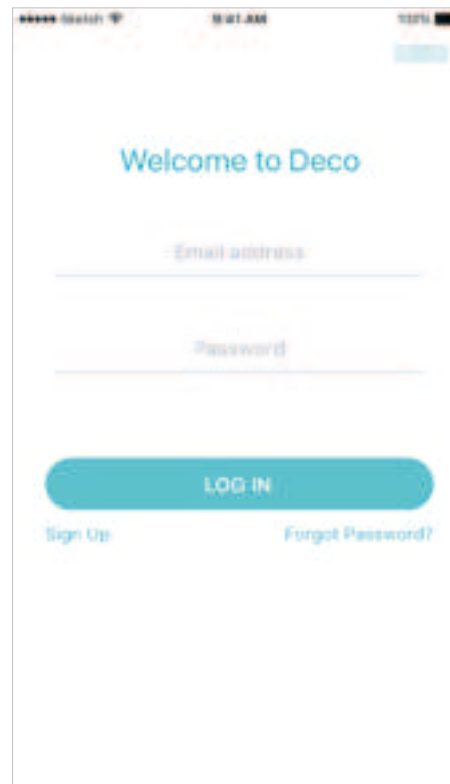 Sketch 9:41 AM 100%
Welcome to Deco
Email address
Password
LOG IN
Sign Up Forgot Password?